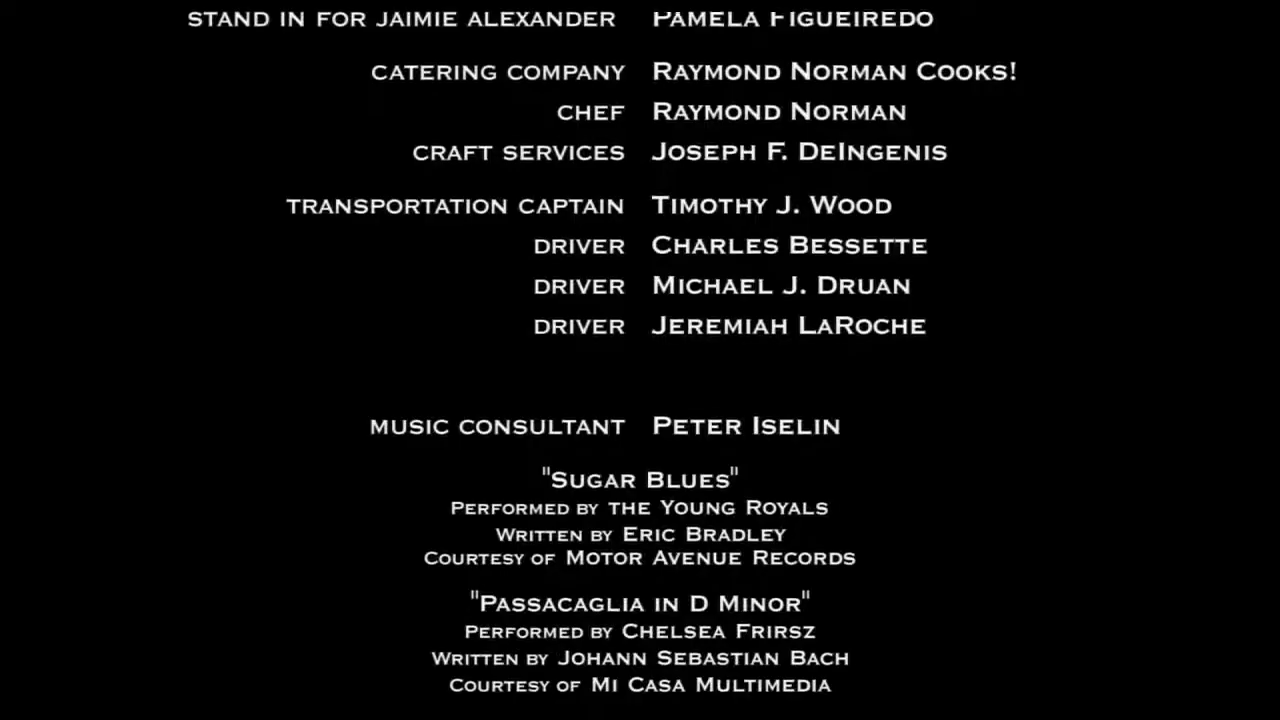 STAND IN FOR JAIMIE ALEXANDER PAMELA FIGUEIREDO
CATERING COMPANY RAYMOND NORMAN COOKS!
CHEF RAYMOND NORMAN
CRAFT SERVICES JOSEPH F. DEINGENIS
TRANSPORTATION CAPTAIN TIMOTHY J. WOOD
DRIVER CHARLES BESSETTE
DRIVER MICHAEL J. DRUAN
DRIVER JEREMIAH LAROCHE
MUSIC CONSULTANT PETER ISELIN
"SUGAR BLUES"
PERFORMED BY THE YOUNG ROYALS
WRITTEN BY ERIC BRADLEY
COURTESY OF MOTOR AVENUE RECORDS
"PASSACAGLIA IN D MINOR"
PERFORMED BY CHELSEA FRIRSZ
WRITTEN BY JOHANN SEBASTIAN BACH
COURTESY OF MI CASA MULTIMEDIA